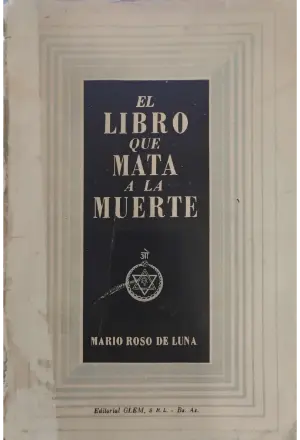 EL
LIBRO
QUE
MATA
A LA
MUERTE
MARIO ROSO DE LUNA
Editorial GLEM, S R L. - Bs. As.